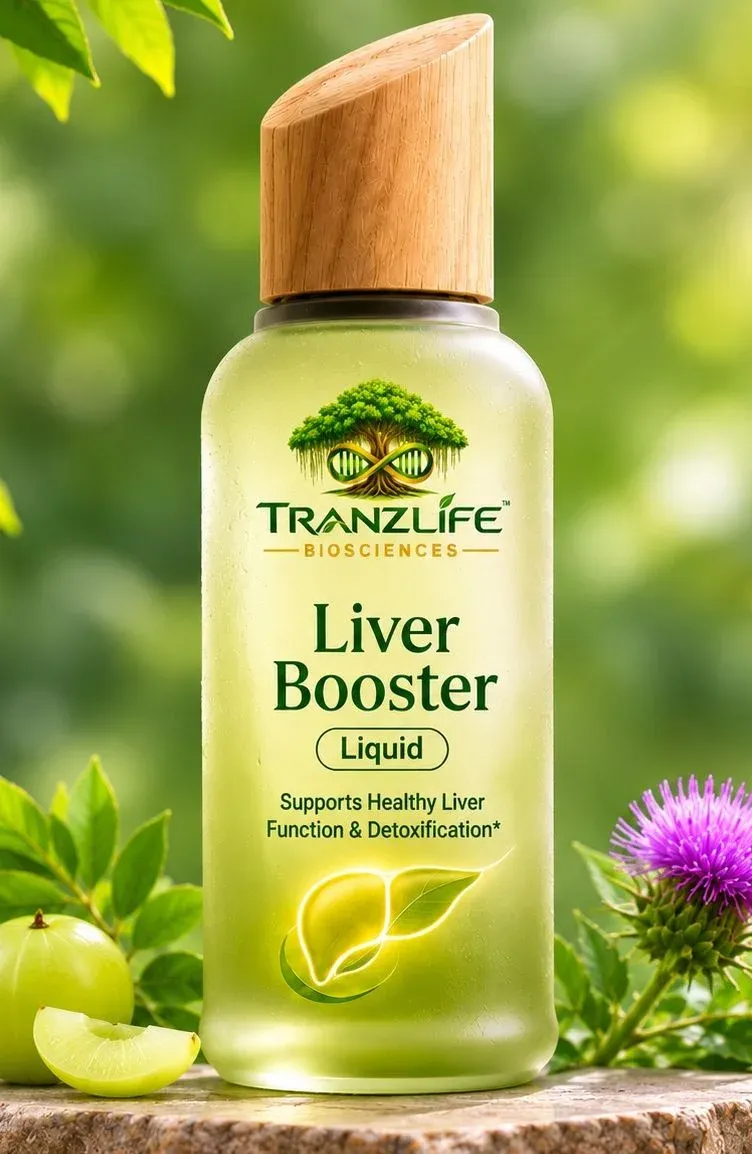 TRANZLIFE™
BIOSCIENCES
Liver
Booster
Liquid
Supports Healthy Liver
Function & Detoxification*